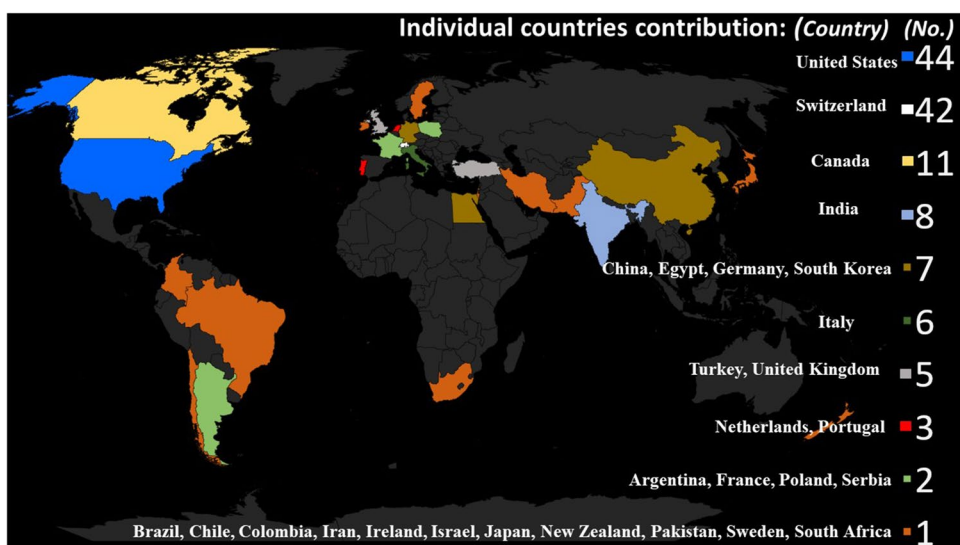 Individual countries contribution: (Country) (No.)
United States 44
Switzerland 42
Canada 11
India 8
China, Egypt, Germany, South Korea 7
Italy 6
Turkey, United Kingdom 5
Netherlands, Portugal 3
Argentina, France, Poland, Serbia 2
Brazil, Chile, Colombia, Iran, Ireland, Israel, Japan, New Zealand, Pakistan, Sweden, South Africa 1